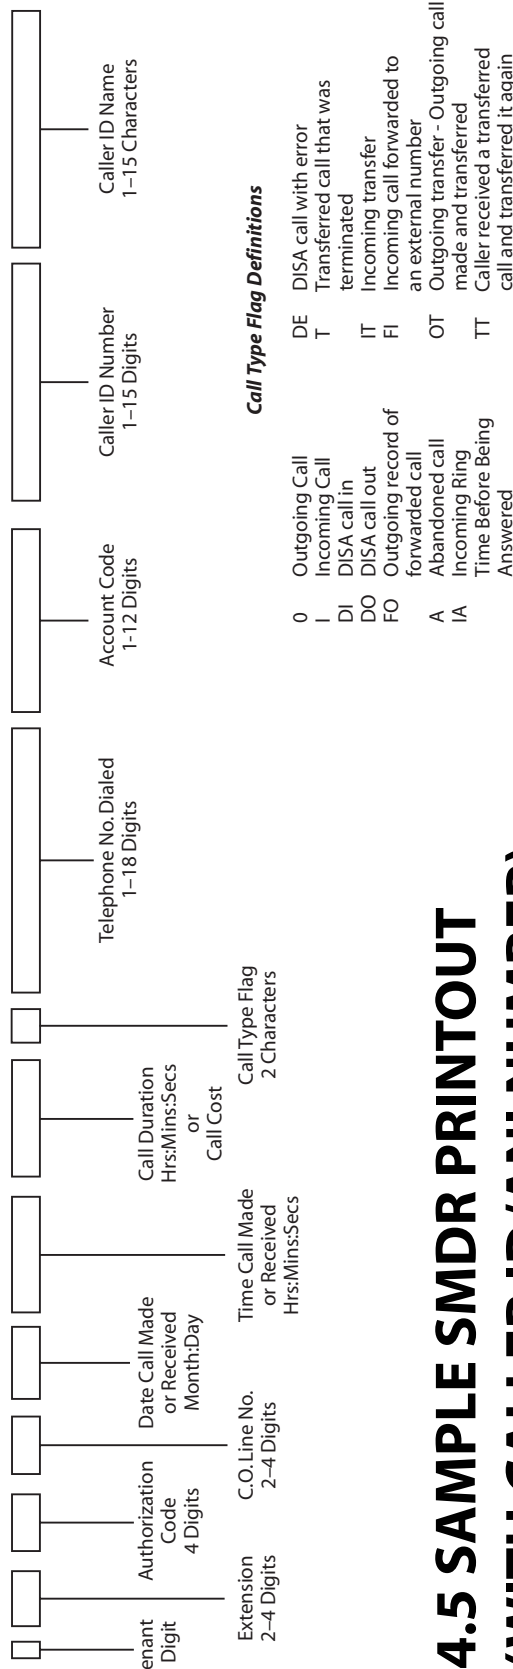 enant
Digit
Extension
2–4 Digits
Authorization
Code
4 Digits
C.O. Line No.
2–4 Digits
Date Call Made
or Received
Month:Day
Time Call Made
or Received
Hrs:Mins:Secs
Call Duration
Hrs:Mins:Secs
or
Call Cost
Call Type Flag
2 Characters
Telephone No. Dialed
1–18 Digits
Account Code
1-12 Digits
Caller ID Number
1–15 Digits
Caller ID Name
1–15 Characters
Call Type Flag Definitions
0 Outgoing Call
I Incoming Call
DI DISA call in
DO DISA call out
FO Outgoing record of
forwarded call
A Abandoned call
IA Incoming Ring
Time Before Being
Answered
DE DISA call with error
T Transferred call that was
terminated
IT Incoming transfer
FI Incoming call forwarded to
an external number
OT Outgoing transfer - Outgoing call
made and transferred
TT Caller received a transferred
call and transferred it again
4.5 SAMPLE SMDR PRINTOUT
(WITH CALLER ID/ANI NUMBER)